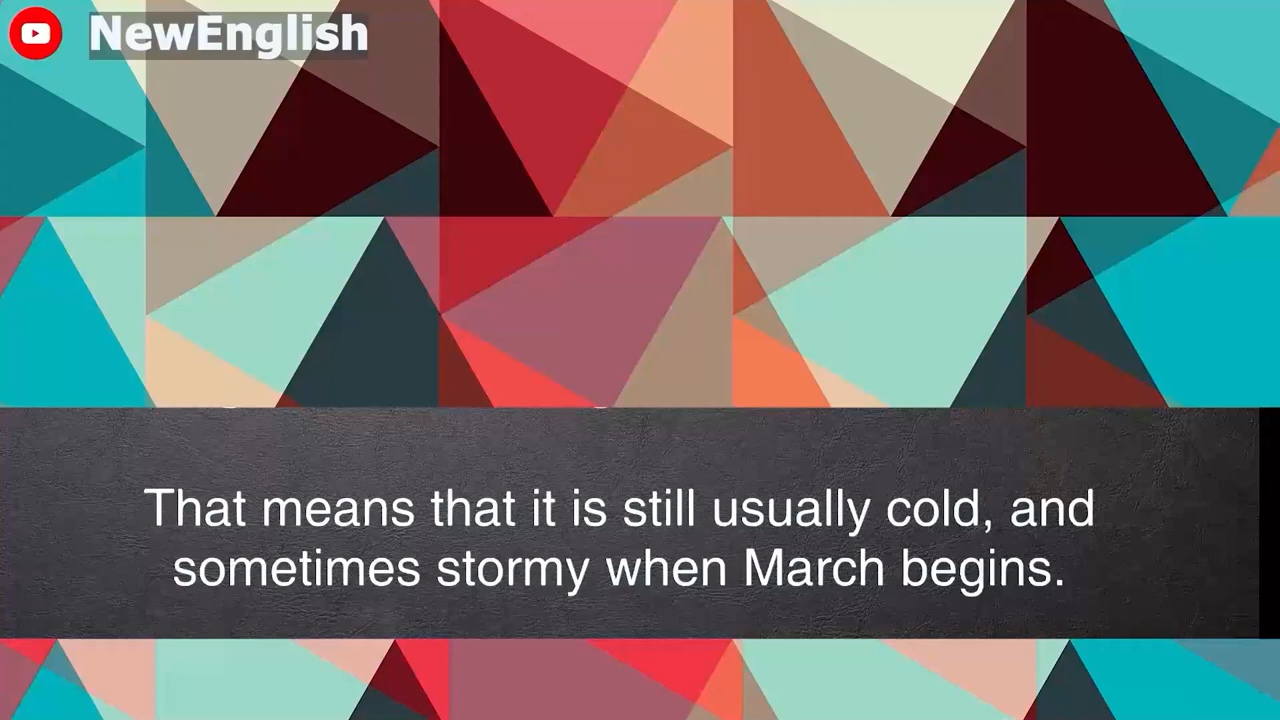 NewEnglish
That means that it is still usually cold, and
sometimes stormy when March begins.